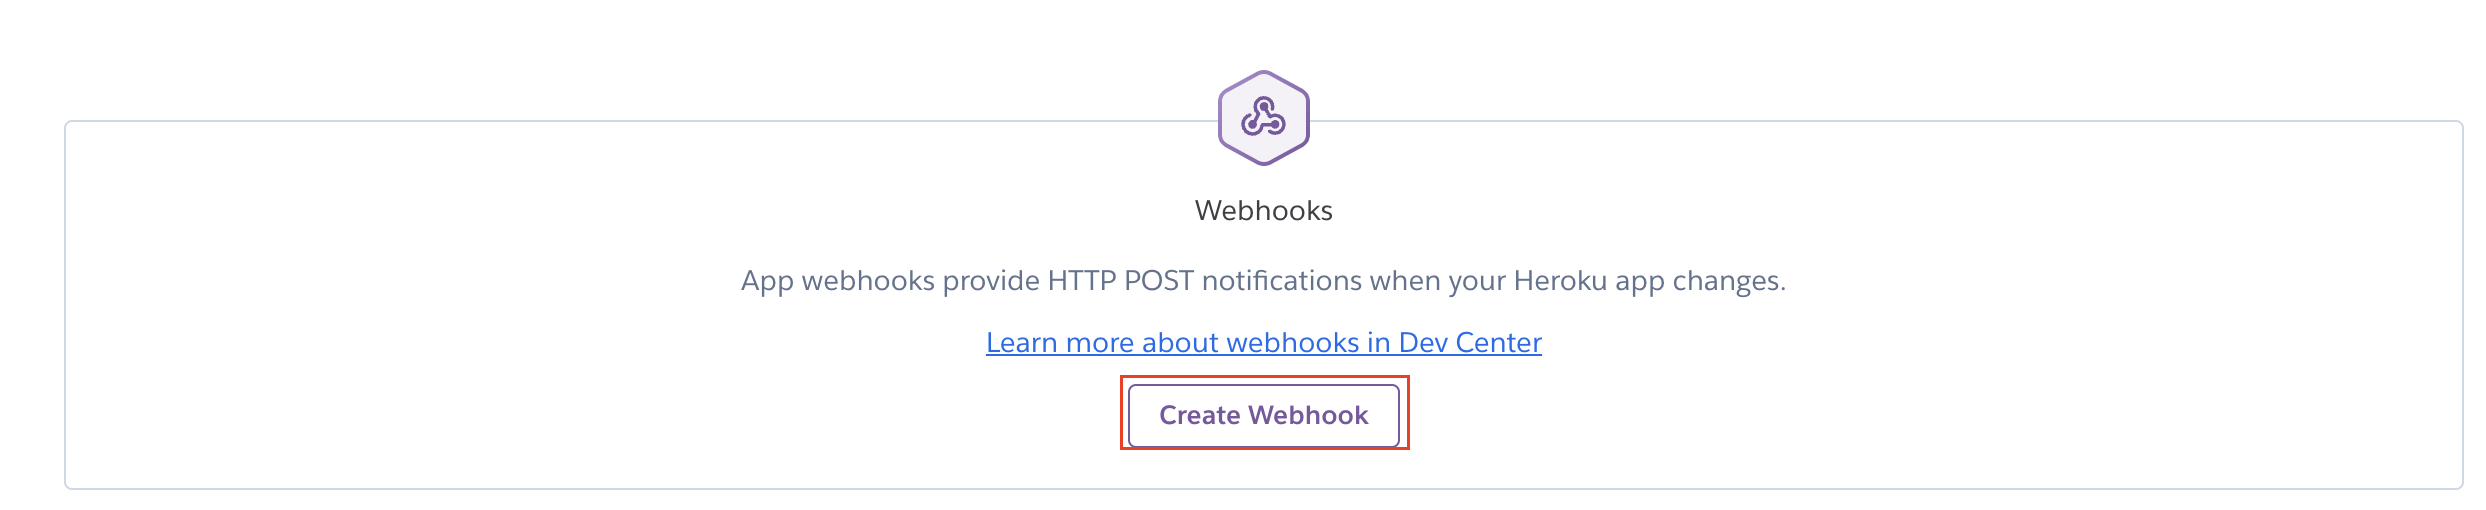 Webhooks
App webhooks provide HTTP POST notifications when your Heroku app changes.
Learn more about webhooks in Dev Center
Create Webhook